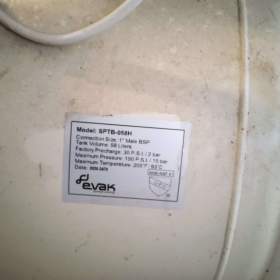 Model: SPTB-058H
Connection Size: 1" Male BSP
Tank Volume: 58 Liters
Factory Precharge: 30 P.S.I / 2 bar
Maximum Pressure: 150 P.S.I / 10 bar
Maximum Temperature: 200°F / 93°C
Date:
evak